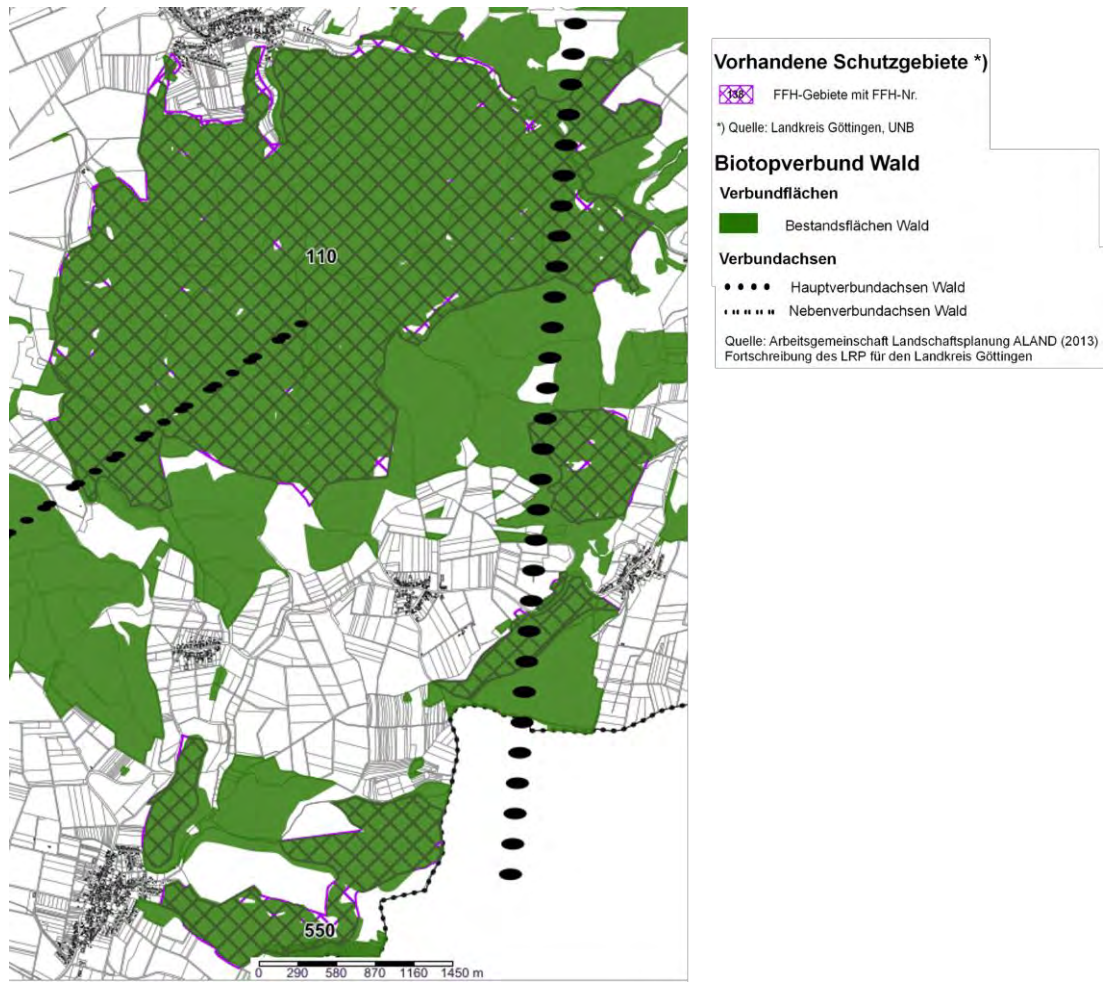 110
550
0 290 580 870 1160 1450 m
Vorhandene Schutzgebiete *)
138 FFH-Gebiete mit FFH-Nr.
*) Quelle: Landkreis Göttingen, UNB
Biotopverbund Wald
Verbundflächen
Bestandsflächen Wald
Verbundachsen
Hauptverbundachsen Wald
Nebenverbundachsen Wald
Quelle: Arbeitsgemeinschaft Landschaftsplanung ALAND (2013)
Fortschreibung des LRP für den Landkreis Göttingen